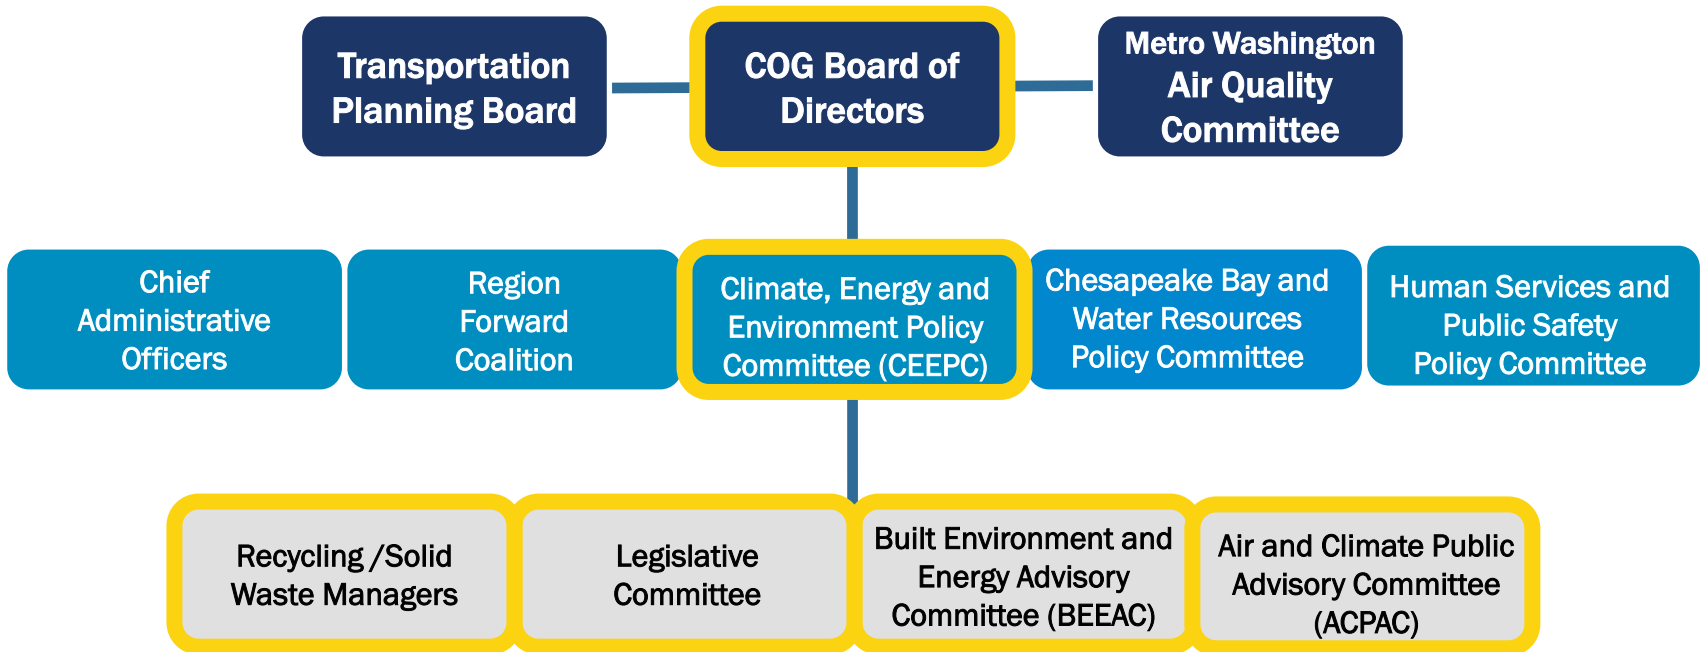 Transportation
Planning Board
COG Board of
Directors
Metro Washington
Air Quality
Committee
Chief
Administrative
Officers
Region
Forward
Coalition
Climate, Energy and
Environment Policy
Committee (CEEPC)
Chesapeake Bay and
Water Resources
Policy Committee
Human Services and
Public Safety
Policy Committee
Recycling /Solid
Waste Managers
Legislative
Committee
Built Environment and
Energy Advisory
Committee (BEEAC)
Air and Climate Public
Advisory Committee
(ACPAC)